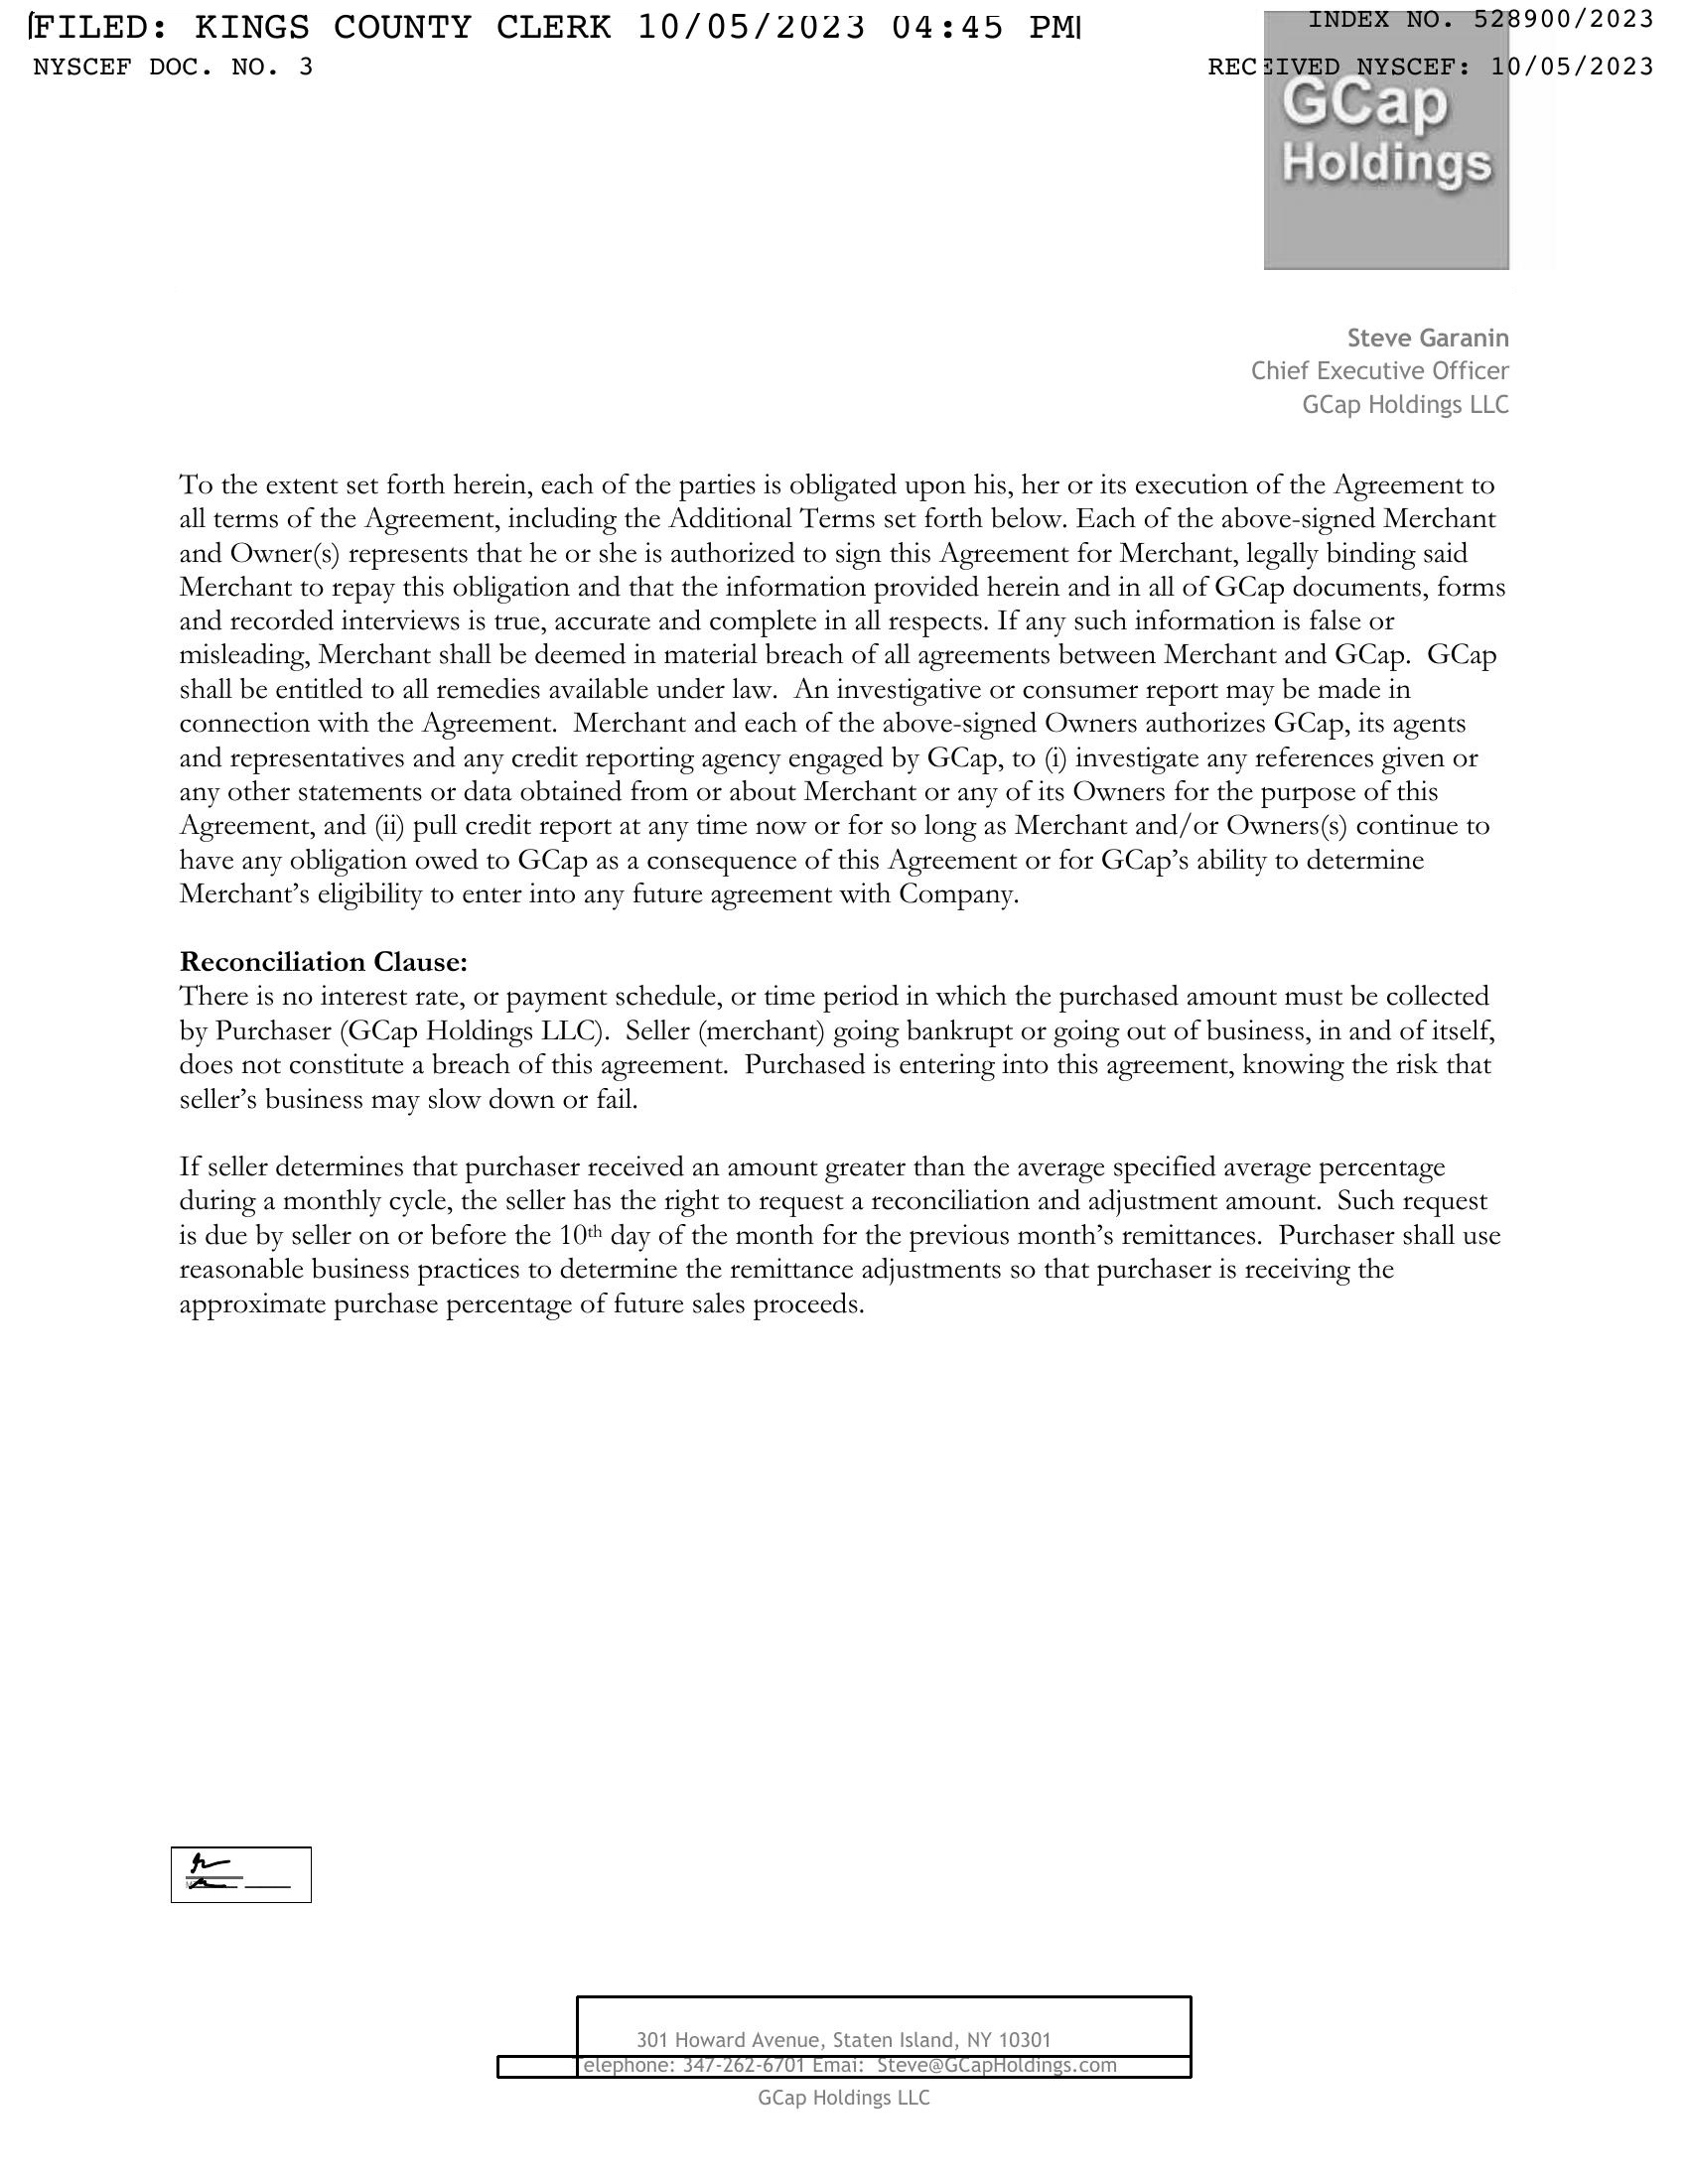 FILED: KINGS COUNTY CLERK 10/05/2023 04:45 PM
INDEX NO. 528900/2023
NYSCEF DOC. NO. 3
RECEIVED NYSCEF: 10/05/2023
GCap
Holdings
Steve Garanin
Chief Executive Officer
GCap Holdings LLC
To the extent set forth herein, each of the parties is obligated upon his, her or its execution of the Agreement to
all terms of the Agreement, including the Additional Terms set forth below. Each of the above-signed Merchant
and Owner(s) represents that he or she is authorized to sign this Agreement for Merchant, legally binding said
Merchant to repay this obligation and that the information provided herein and in all of GCap documents, forms
and recorded interviews is true, accurate and complete in all respects. If any such information is false or
misleading, Merchant shall be deemed in material breach of all agreements between Merchant and GCap.  GCap
shall be entitled to all remedies available under law.  An investigative or consumer report may be made in
connection with the Agreement.  Merchant and each of the above-signed Owners authorizes GCap, its agents
and representatives and any credit reporting agency engaged by GCap, to (i) investigate any references given or
any other statements or data obtained from or about Merchant or any of its Owners for the purpose of this
Agreement, and (ii) pull credit report at any time now or for so long as Merchant and/or Owners(s) continue to
have any obligation owed to GCap as a consequence of this Agreement or for GCap’s ability to determine
Merchant’s eligibility to enter into any future agreement with Company.
Reconciliation Clause:
There is no interest rate, or payment schedule, or time period in which the purchased amount must be collected
by Purchaser (GCap Holdings LLC).  Seller (merchant) going bankrupt or going out of business, in and of itself,
does not constitute a breach of this agreement.  Purchased is entering into this agreement, knowing the risk that
seller’s business may slow down or fail.
If seller determines that purchaser received an amount greater than the average specified average percentage
during a monthly cycle, the seller has the right to request a reconciliation and adjustment amount.  Such request
is due by seller on or before the 10th day of the month for the previous month’s remittances.  Purchaser shall use
reasonable business practices to determine the remittance adjustments so that purchaser is receiving the
approximate purchase percentage of future sales proceeds.
301 Howard Avenue, Staten Island, NY 10301
Telephone: 347-262-6701 Emai:  Steve@GCapHoldings.com
GCap Holdings LLC